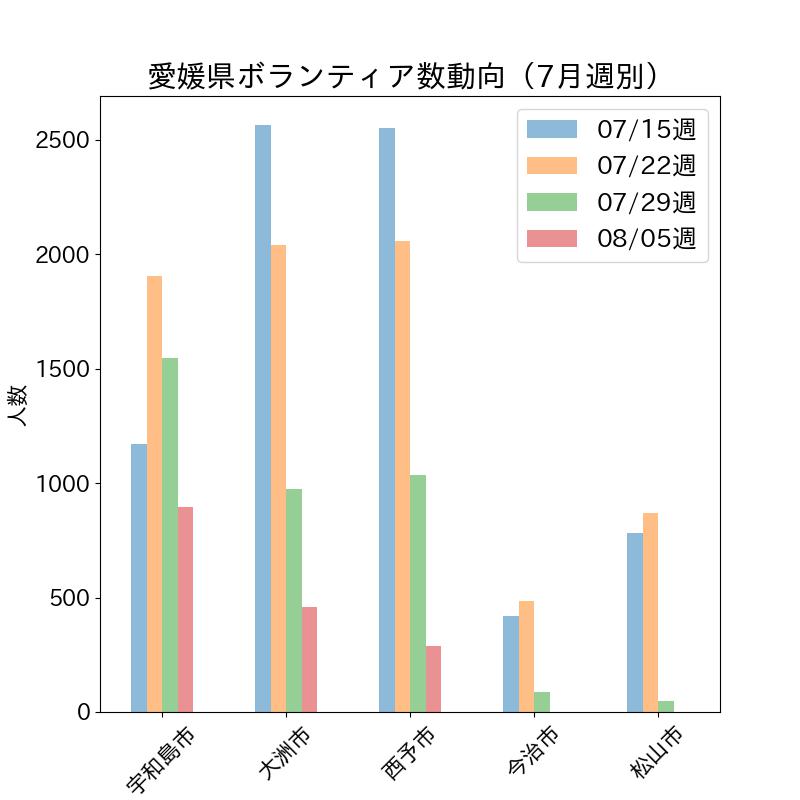 愛媛県ボランティア数動向（7月週別）
07/15週
07/22週
07/29週
08/05週
人数
2500
2000
1500
1000
500
0
宇和島市
大洲市
西予市
今治市
松山市